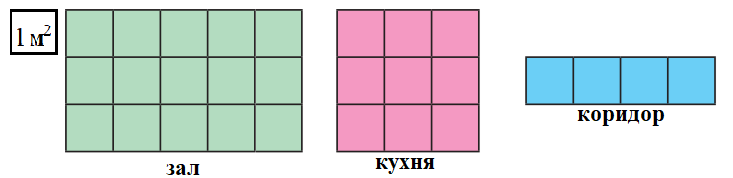 1 м²
зал
кухня
коридор